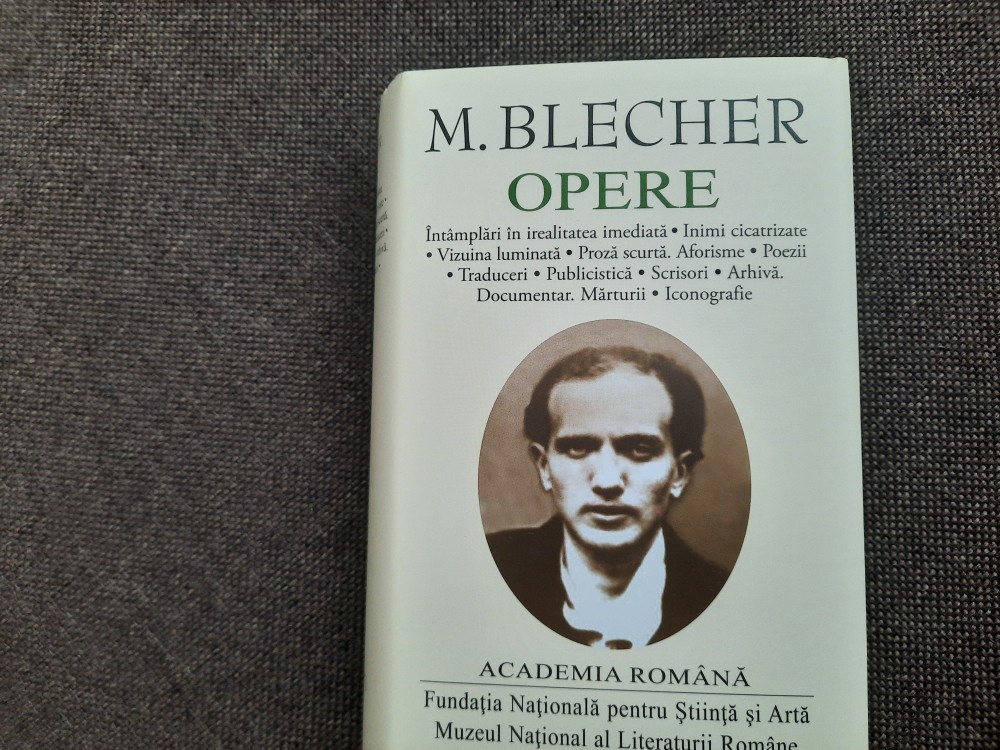 M. BLECHER
OPERE
Întâmplări în irealitatea imediată • Inimi cicatrizate
• Vizuina luminată • Proză scurtă. Aforisme • Poezii
• Traduceri • Publicistică • Scrisori • Arhivă.
Documentar. Mărturii • Iconografie
ACADEMIA ROMÂNĂ
Fundaţia Naţională pentru Ştiinţă şi Artă
Muzeul Naţional al Literaturii Române